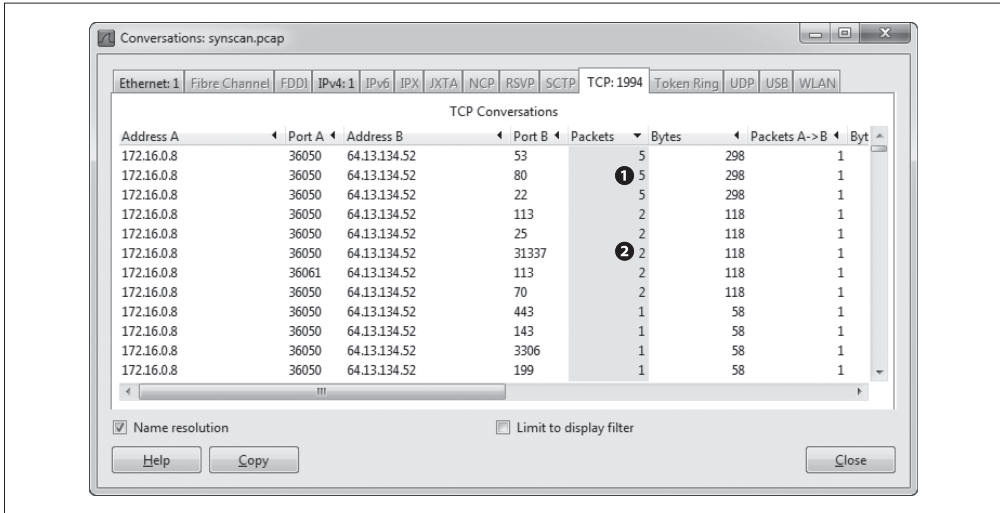 Conversations: synscan.pcap
Ethernet: 1 Fibre Channel FDDI IPv4: 1 IPv6 IPX JXTA NCP RSVP SCTP TCP: 1994 Token Ring UDP USB WLAN
TCP Conversations
Address A Port A Address B Port B Packets Bytes Packets A->B Byt
172.16.0.8 36050 64.13.134.52 53 5 298 1
172.16.0.8 36050 64.13.134.52 80 1 5 298 1
172.16.0.8 36050 64.13.134.52 22 5 298 1
172.16.0.8 36050 64.13.134.52 113 2 118 1
172.16.0.8 36050 64.13.134.52 25 2 118 1
172.16.0.8 36050 64.13.134.52 31337 2 2 118 1
172.16.0.8 36061 64.13.134.52 113 2 118 1
172.16.0.8 36050 64.13.134.52 70 2 118 1
172.16.0.8 36050 64.13.134.52 443 1 58 1
172.16.0.8 36050 64.13.134.52 143 1 58 1
172.16.0.8 36050 64.13.134.52 3306 1 58 1
172.16.0.8 36050 64.13.134.52 199 1 58 1
Name resolution Limit to display filter
Help Copy Close